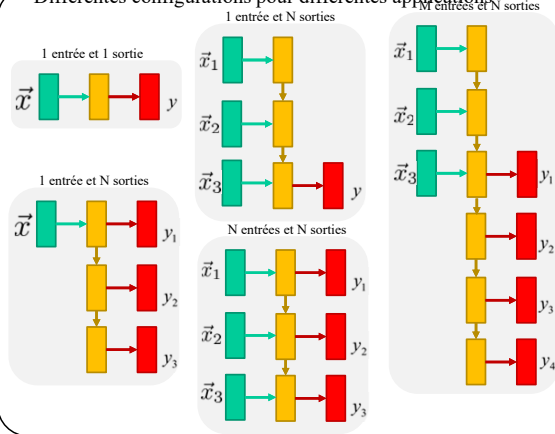 Différentes configurations pour différentes applications
1 entrée et 1 sortie
x⃗
y
1 entrée et N sorties
x⃗
y₁
y₂
y₃
1 entrée et N sorties
x⃗₁
x⃗₂
x⃗₃
y
N entrées et N sorties
x⃗₁
y₁
x⃗₂
y₂
x⃗₃
y₃
M entrées et N sorties
x⃗₁
x⃗₂
x⃗₃
y₁
y₂
y₃
y₄